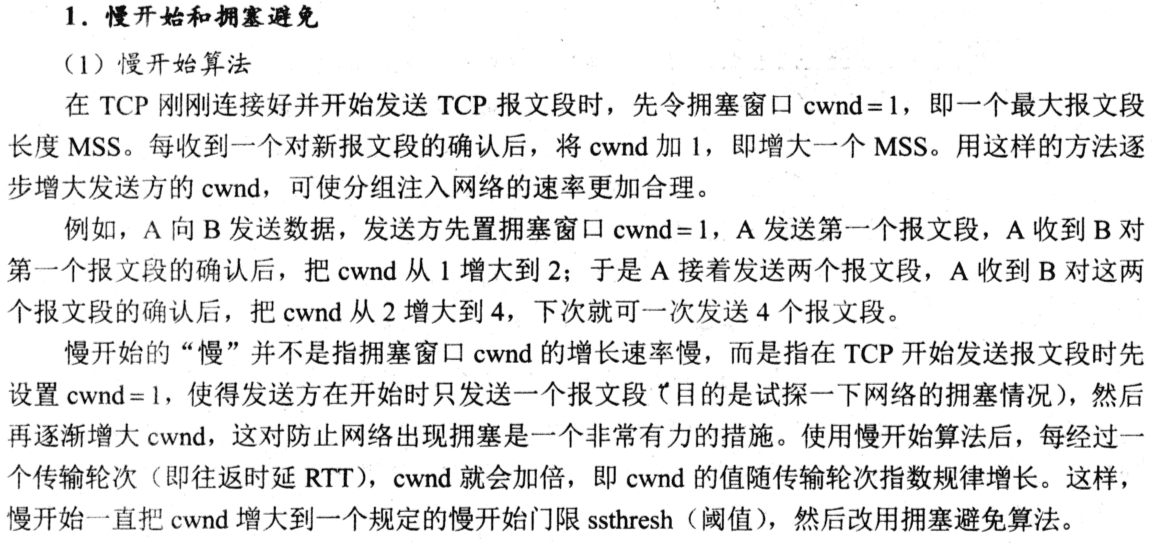 1．慢开始和拥塞避免
（1）慢开始算法
在 TCP 刚刚连接好并开始发送 TCP 报文段时，先令拥塞窗口 cwnd = 1，即一个最大报文段
长度 MSS。每收到一个对新报文段的确认后，将 cwnd 加 1，即增大一个 MSS。用这样的方法逐
步增大发送方的 cwnd，可使分组注入网络的速率更加合理。
例如，A 向 B 发送数据，发送方先置拥塞窗口 cwnd = 1，A 发送第一个报文段，A 收到 B 对
第一个报文段的确认后，把 cwnd 从 1 增大到 2；于是 A 接着发送两个报文段，A 收到 B 对这两
个报文段的确认后，把 cwnd 从 2 增大到 4，下次就可一次发送 4 个报文段。
慢开始的“慢”并不是指拥塞窗口 cwnd 的增长速率慢，而是指在 TCP 开始发送报文段时先
设置 cwnd = 1，使得发送方在开始时只发送一个报文段（目的是试探一下网络的拥塞情况），然后
再逐渐增大 cwnd，这对防止网络出现拥塞是一个非常有力的措施。使用慢开始算法后，每经过一
个传输轮次（即往返时延 RTT），cwnd 就会加倍，即 cwnd 的值随传输轮次指数规律增长。这样，
慢开始一直把 cwnd 增大到一个规定的慢开始门限 ssthresh（阈值），然后改用拥塞避免算法。